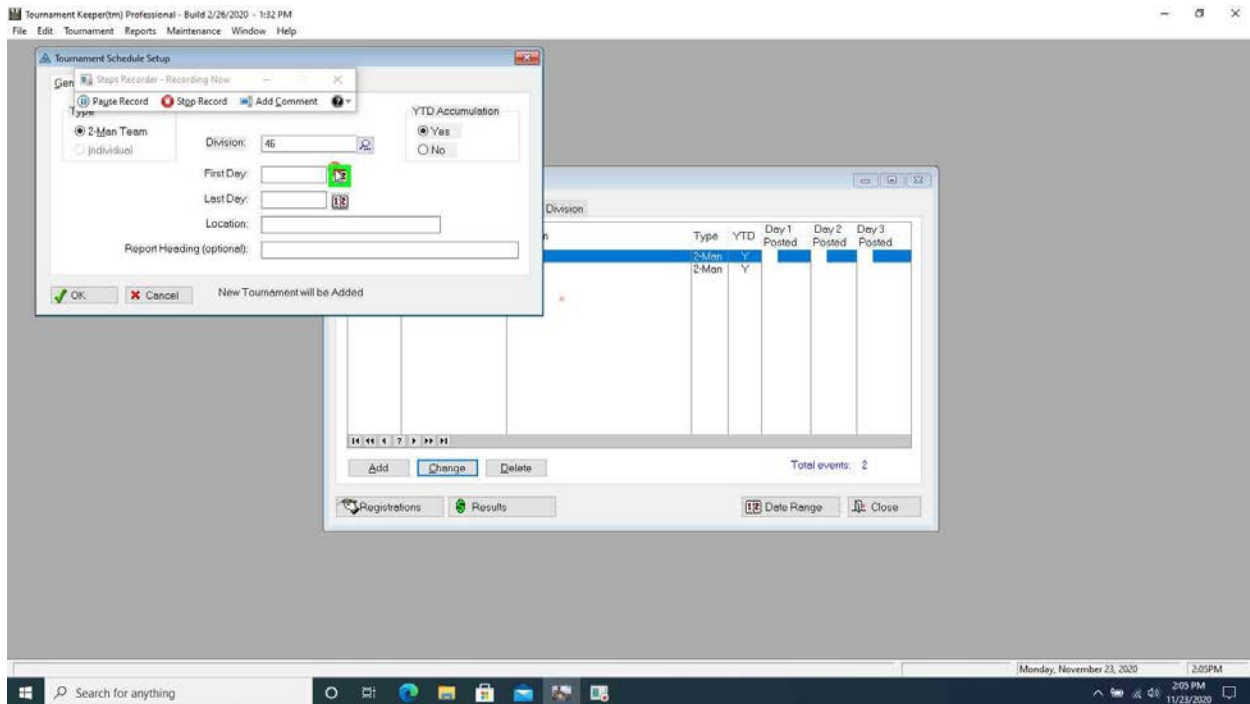 Tournament Keeper(tm) Professional - Build 2/26/2020 - 1:32 PM
File Edit Tournament Reports Maintenance Window Help
Tournament Schedule Setup
Gen
Steps Recorder - Recording Now
Pause Record Stop Record Add Comment
Type
YTD Accumulation
2-Man Team
Individual
Division: 46
Yes
No
First Day:
Last Day:
Location:
Report Heading (optional):
OK Cancel New Tournament will be Added
Division
Type YTD Day 1 Posted Day 2 Posted Day 3 Posted
2-Man Y
2-Man Y
Add Change Delete Total events: 2
Registrations Results Date Range Close
Monday, November 23, 2020 2:05PM
Search for anything
2:05 PM
11/23/2020